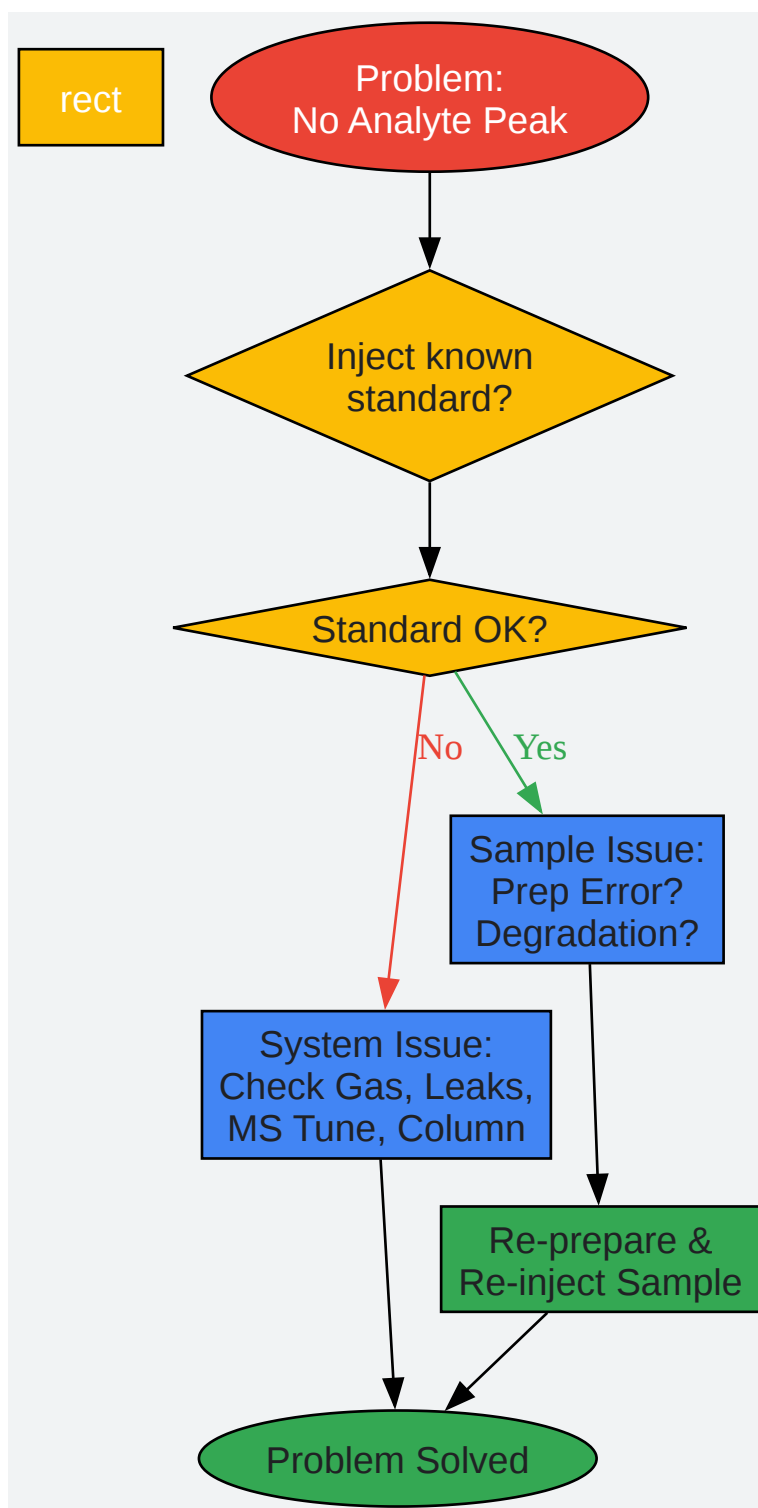 rect
Problem:
No Analyte Peak
Inject known
standard?
Standard OK?
No
Yes
Sample Issue:
Prep Error?
Degradation?
System Issue:
Check Gas, Leaks,
MS Tune, Column
Re-prepare &
Re-inject Sample
Problem Solved